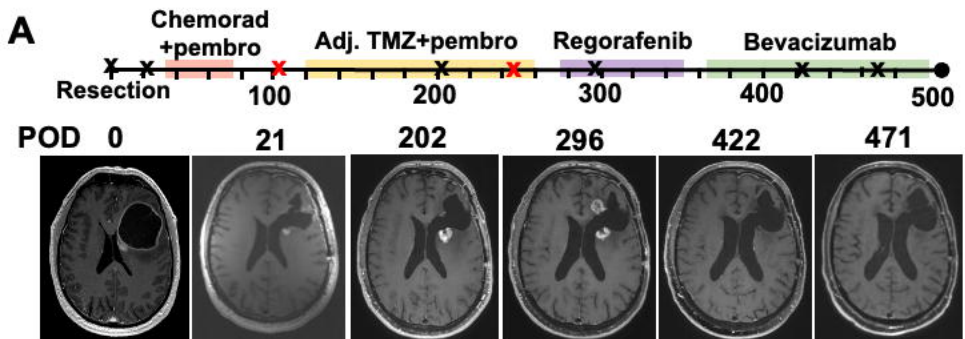 A
Chemorad
+pembro
Adj. TMZ+pembro
Regorafenib
Bevacizumab
x x x x x x x x
Resection
100 200 300 400 500
POD 0 21 202 296 422 471